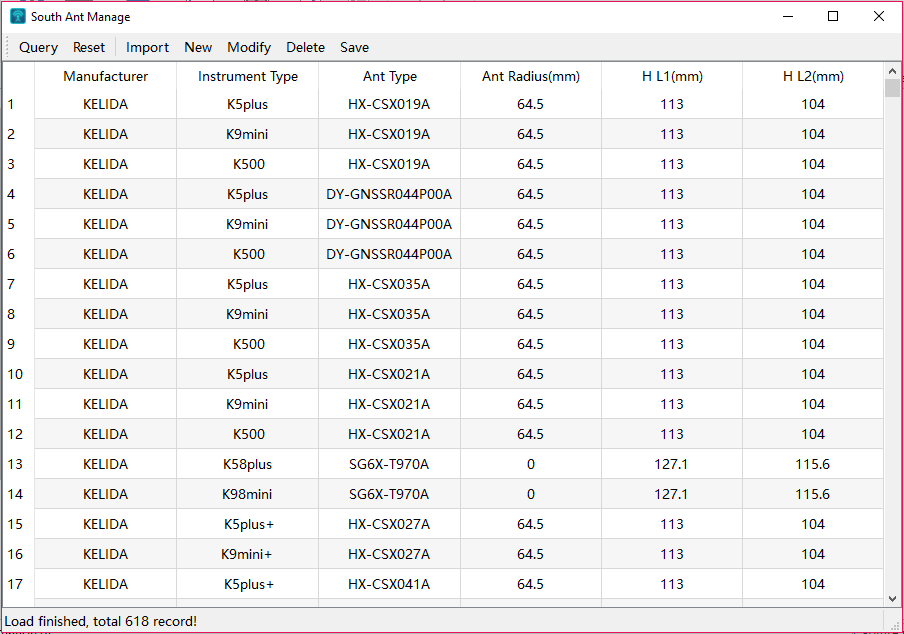 South Ant Manage
Query Reset Import New Modify Delete Save
Manufacturer Instrument Type Ant Type Ant Radius(mm) H L1(mm) H L2(mm)
1 KELIDA K5plus HX-CSX019A 64.5 113 104
2 KELIDA K9mini HX-CSX019A 64.5 113 104
3 KELIDA K500 HX-CSX019A 64.5 113 104
4 KELIDA K5plus DY-GNSSR044P00A 64.5 113 104
5 KELIDA K9mini DY-GNSSR044P00A 64.5 113 104
6 KELIDA K500 DY-GNSSR044P00A 64.5 113 104
7 KELIDA K5plus HX-CSX035A 64.5 113 104
8 KELIDA K9mini HX-CSX035A 64.5 113 104
9 KELIDA K500 HX-CSX035A 64.5 113 104
10 KELIDA K5plus HX-CSX021A 64.5 113 104
11 KELIDA K9mini HX-CSX021A 64.5 113 104
12 KELIDA K500 HX-CSX021A 64.5 113 104
13 KELIDA K58plus SG6X-T970A 0 127.1 115.6
14 KELIDA K98mini SG6X-T970A 0 127.1 115.6
15 KELIDA K5plus+ HX-CSX027A 64.5 113 104
16 KELIDA K9mini+ HX-CSX027A 64.5 113 104
17 KELIDA K5plus+ HX-CSX041A 64.5 113 104
Load finished, total 618 record!